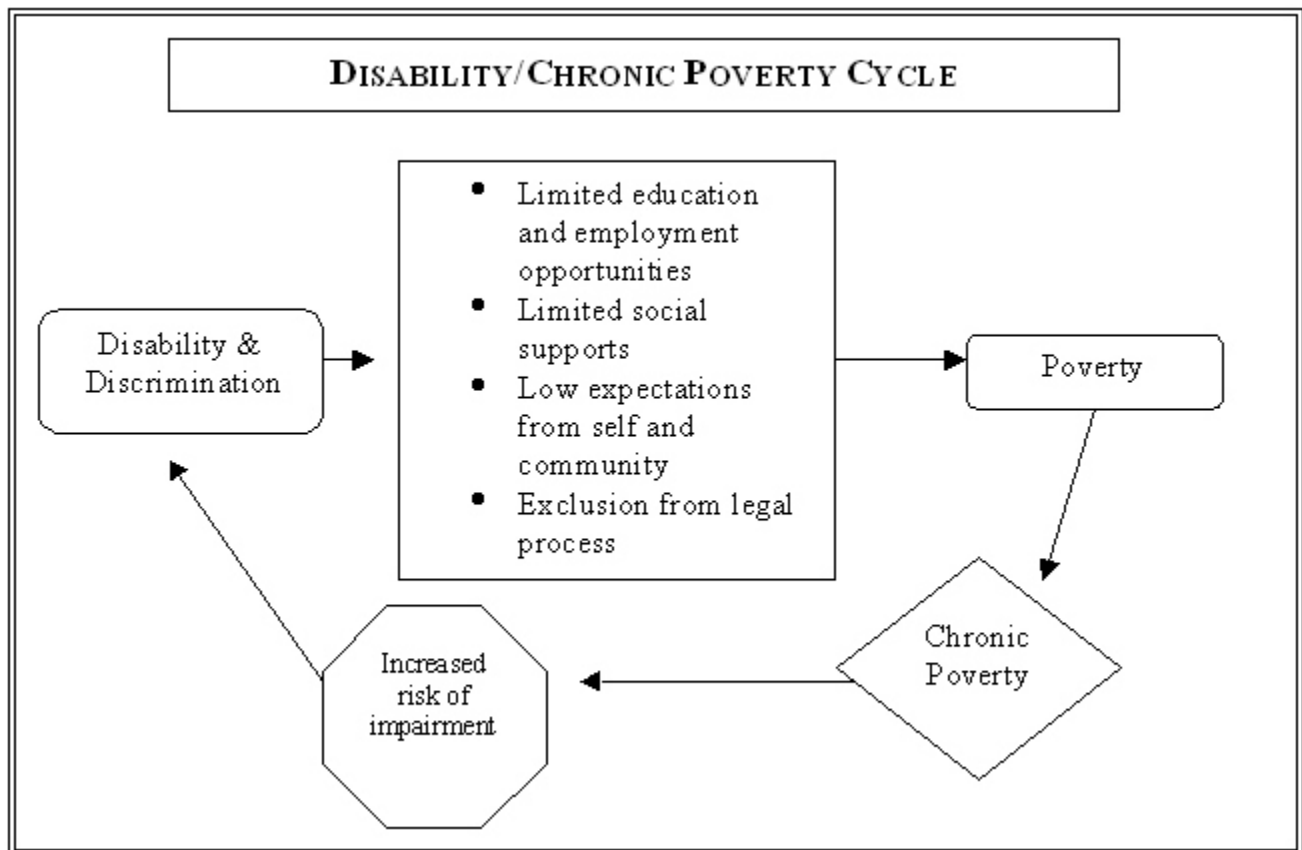 DISABILITY/CHRONIC POVERTY CYCLE
Disability &
Discrimination
• Limited education
and employment
opportunities
• Limited social
supports
• Low expectations
from self and
community
• Exclusion from legal
process
Poverty
Chronic
Poverty
Increased
risk of
impairment